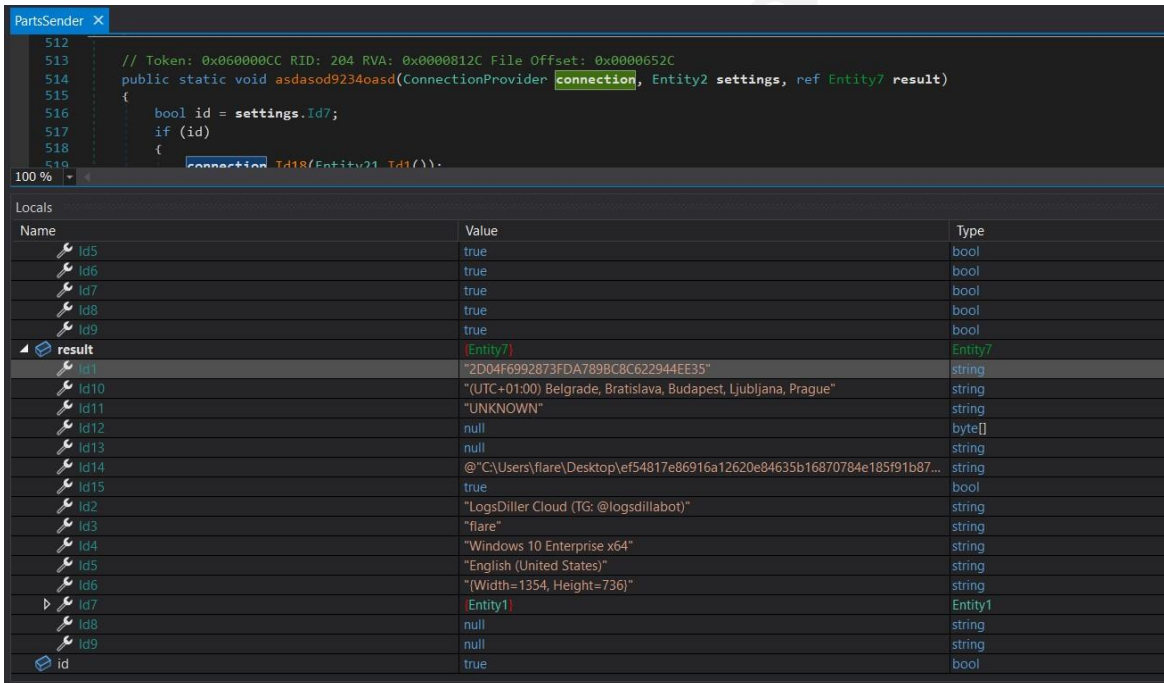 PartsSender ×
512
513 // Token: 0x060000CC RID: 204 RVA: 0x0000812C File Offset: 0x0000652C
514 public static void asdasod9234oasd(ConnectionProvider connection, Entity2 settings, ref Entity7 result)
515 {
516 bool id = settings.Id7;
517 if (id)
518 {
519 connection.Id18(Entity21.Id1());
100 %
Locals
Name Value Type
Id5 true bool
Id6 true bool
Id7 true bool
Id8 true bool
Id9 true bool
result {Entity7} Entity7
Id1 "2D04F6992873FDA789BC8C622944EE35" string
Id10 "(UTC+01:00) Belgrade, Bratislava, Budapest, Ljubljana, Prague" string
Id11 "UNKNOWN" string
Id12 null byte[]
Id13 null string
Id14 @"C:\Users\flare\Desktop\ef54817e86916a12620e84635b16870784e185f91b87... string
Id15 true bool
Id2 "LogsDiller Cloud (TG: @logsdillabot)" string
Id3 "flare" string
Id4 "Windows 10 Enterprise x64" string
Id5 "English (United States)" string
Id6 "{Width=1354, Height=736}" string
Id7 {Entity1} Entity1
Id8 null string
Id9 null string
id true bool